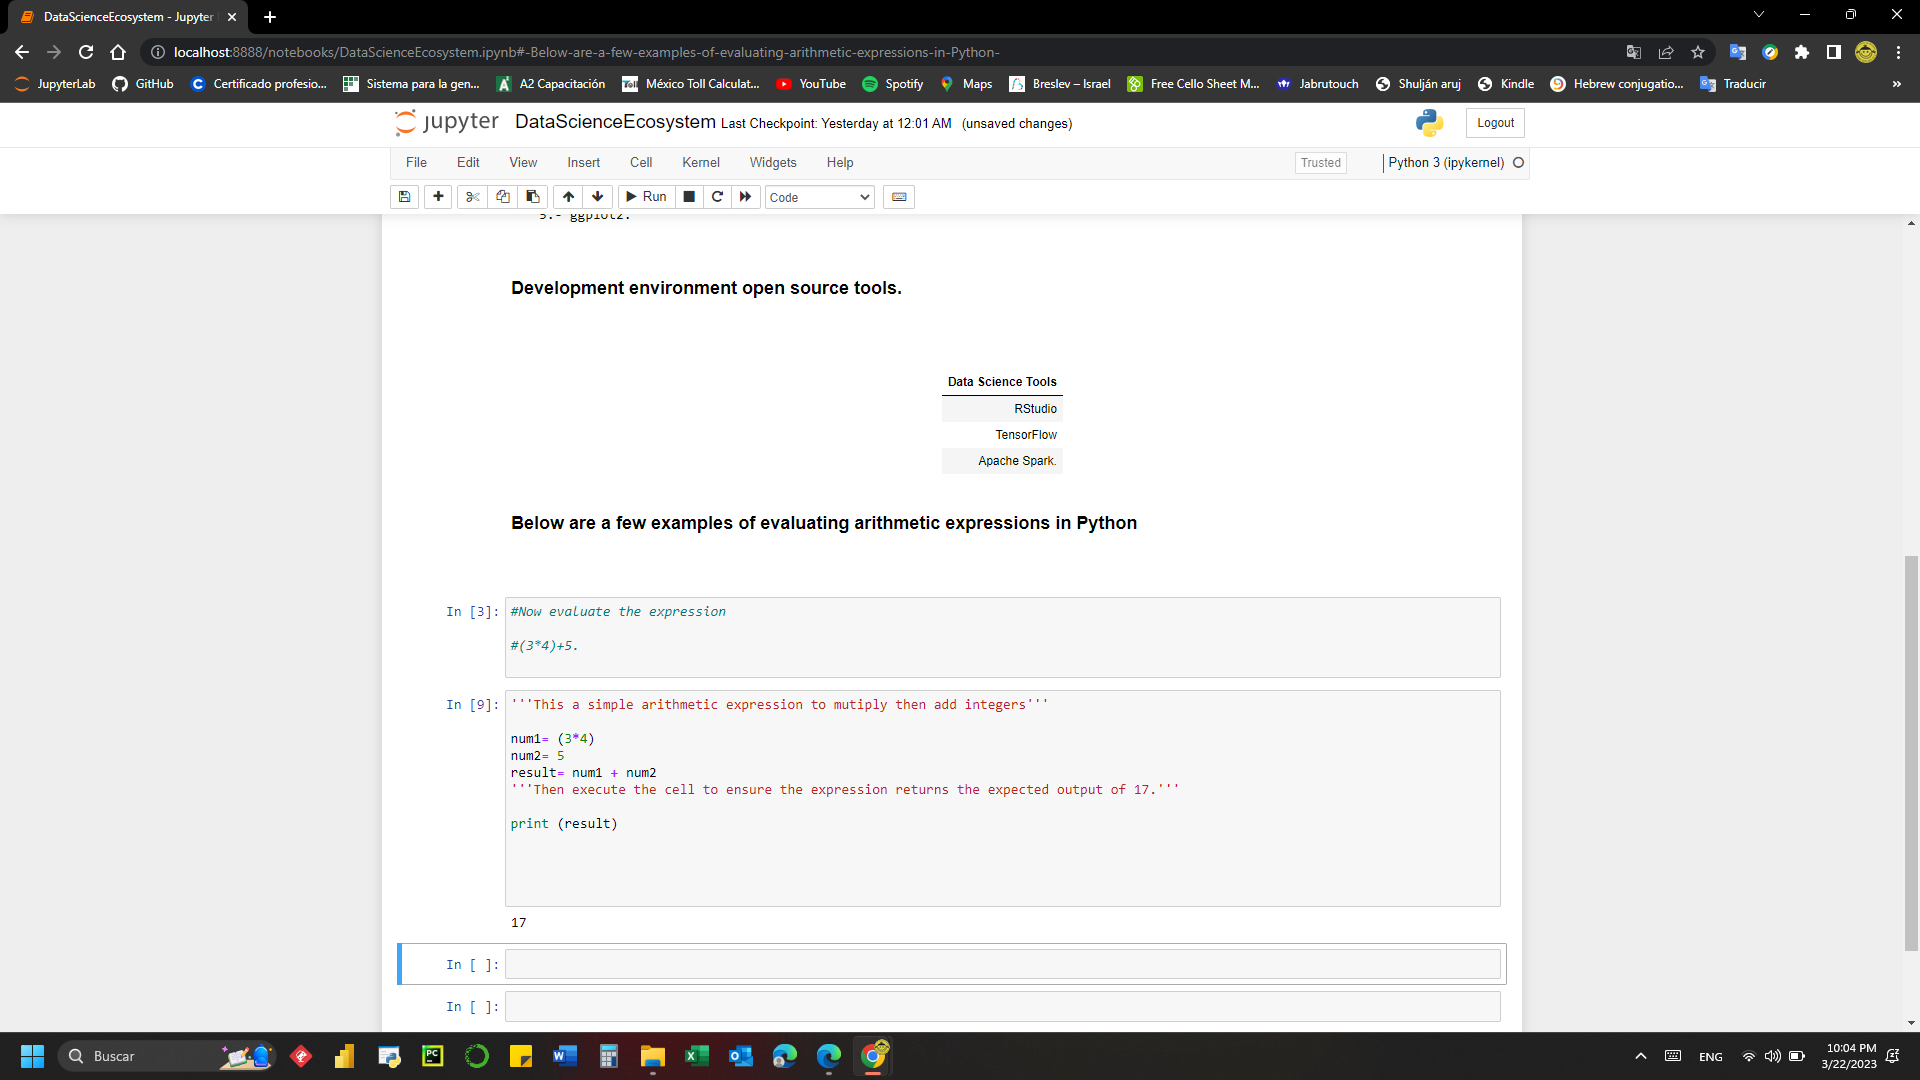 DataScienceEcosystem - Jupyter
localhost:8888/notebooks/DataScienceEcosystem.ipynb#-Below-are-a-few-examples-of-evaluating-arithmetic-expressions-in-Python-
JupyterLab GitHub Certificado profesio... Sistema para la gen... A2 Capacitación México Toll Calculat... YouTube Spotify Maps Breslev – Israel Free Cello Sheet M... Jabrutouch Shulján aruj Kindle Hebrew conjugatio... Traducir »
jupyter DataScienceEcosystem Last Checkpoint: Yesterday at 12:01 AM (unsaved changes) Logout
File Edit View Insert Cell Kernel Widgets Help Trusted Python 3 (ipykernel)
Run Code
5.- ggplot2.
Development environment open source tools.
Data Science Tools
RStudio
TensorFlow
Apache Spark.
Below are a few examples of evaluating arithmetic expressions in Python
In [3]: #Now evaluate the expression
#(3*4)+5.
In [9]: '''This a simple arithmetic expression to mutiply then add integers'''
num1= (3*4)
num2= 5
result= num1 + num2
'''Then execute the cell to ensure the expression returns the expected output of 17.'''
print (result)
17
In [ ]:
In [ ]:
Buscar ENG 10:04 PM
3/22/2023